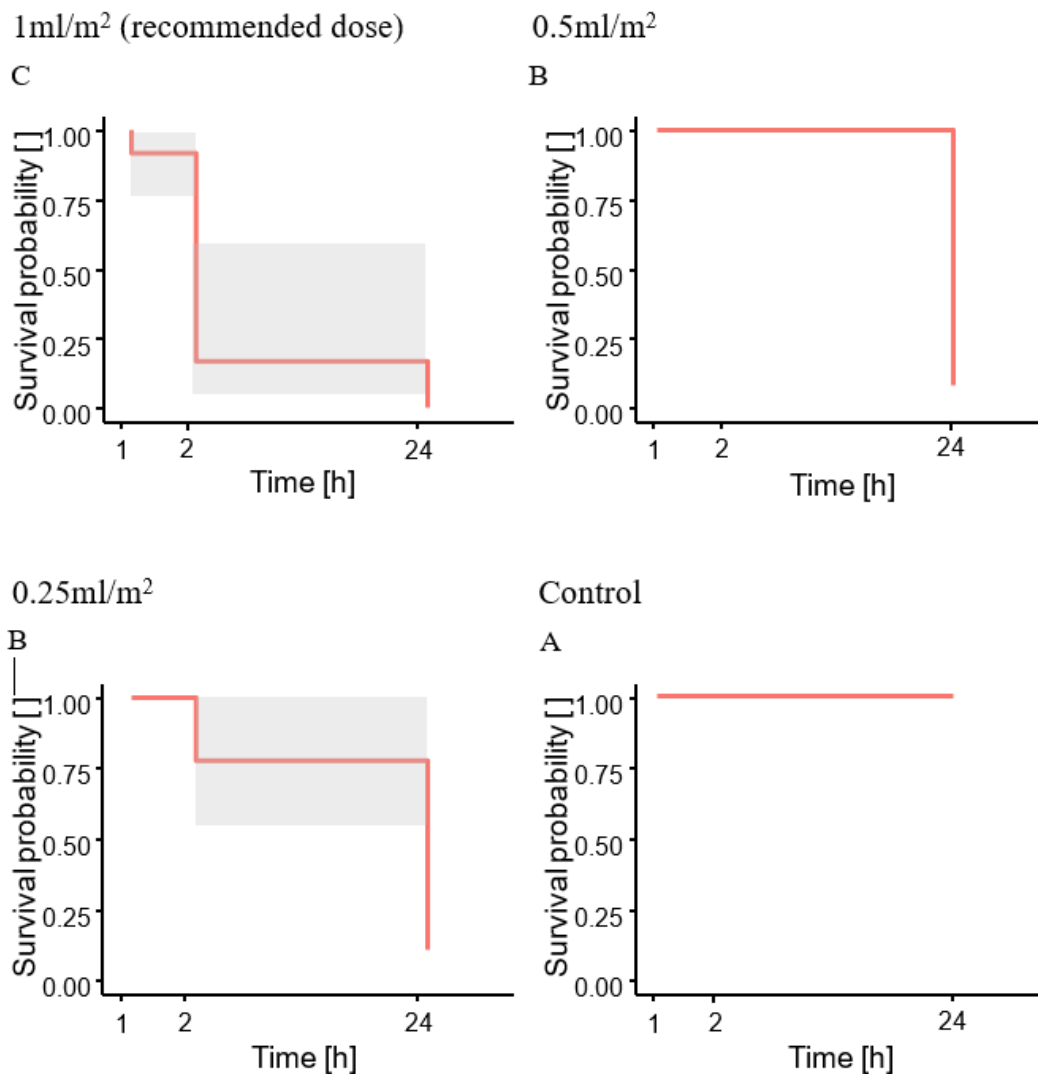 1ml/m² (recommended dose)
C
Survival probability [ ]
1.00
0.75
0.50
0.25
0.00
1 2 24
Time [h]
0.5ml/m²
B
Survival probability [ ]
1.00
0.75
0.50
0.25
0.00
1 2 24
Time [h]
0.25ml/m²
B
Survival probability [ ]
1.00
0.75
0.50
0.25
0.00
1 2 24
Time [h]
Control
A
Survival probability [ ]
1.00
0.75
0.50
0.25
0.00
1 2 24
Time [h]